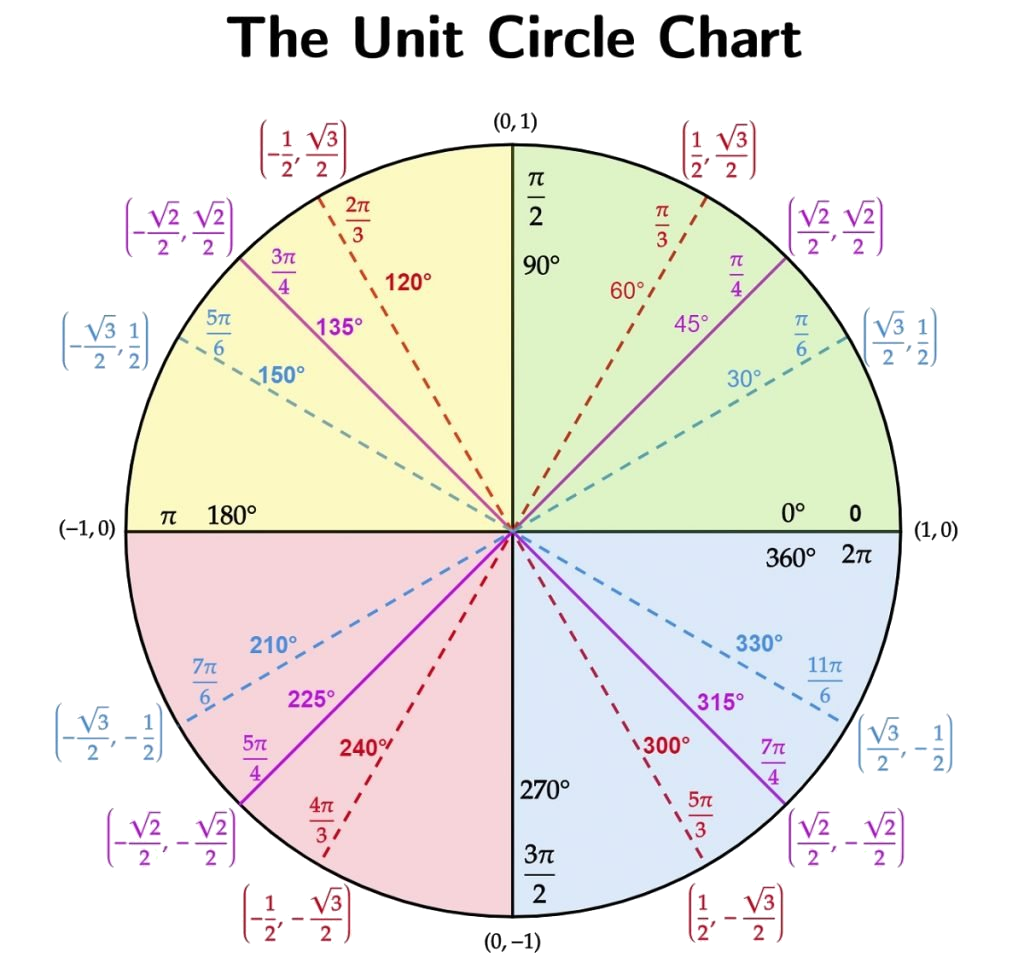 The Unit Circle Chart
(0, 1)
(-1/2, √3/2)
(1/2, √3/2)
(-√2/2, √2/2)
(√2/2, √2/2)
(-√3/2, 1/2)
(√3/2, 1/2)
π/2
90°
2π/3
120°
3π/4
135°
5π/6
150°
π/3
60°
π/4
45°
π/6
30°
(−1, 0)
π 180°
0° 0
360° 2π
(1, 0)
210°
7π/6
225°
5π/4
240°
4π/3
270°
3π/2
300°
5π/3
315°
7π/4
330°
11π/6
(-√3/2, -1/2)
(√3/2, -1/2)
(-√2/2, -√2/2)
(√2/2, -√2/2)
(-1/2, -√3/2)
(1/2, -√3/2)
(0, −1)